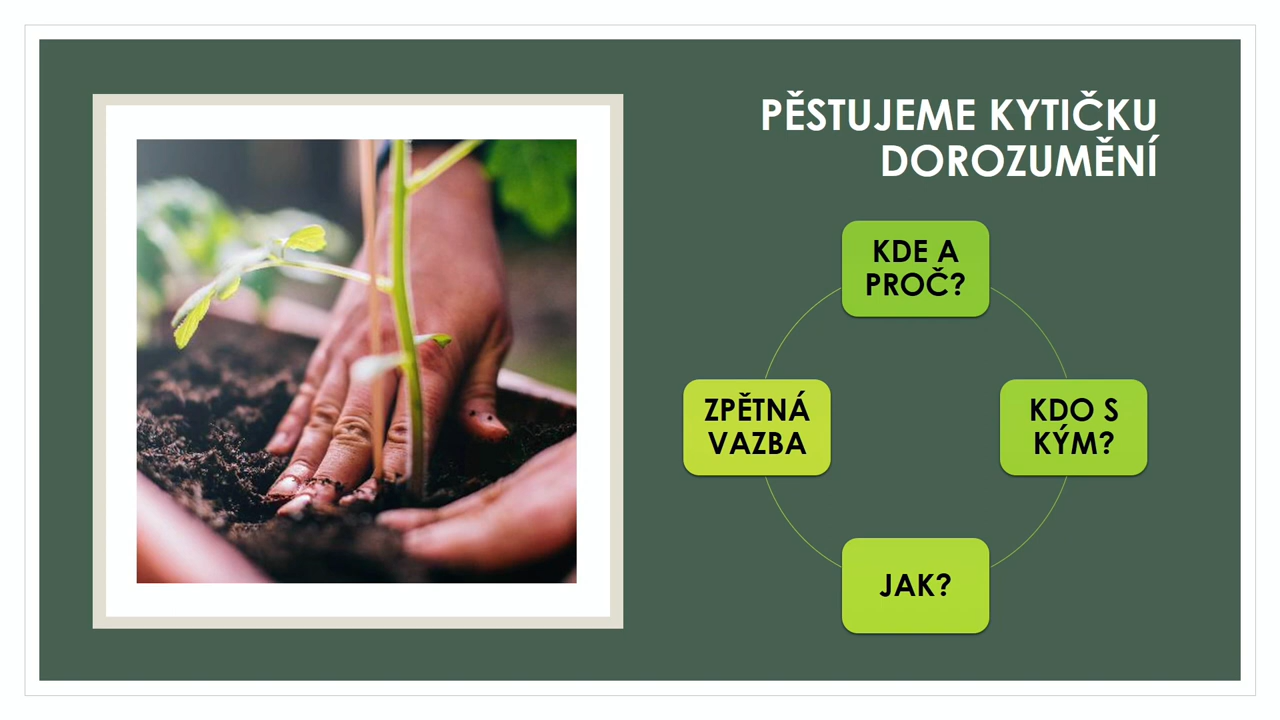 PĚSTUJEME KYTIČKU
DOROZUMĚNÍ
KDE A
PROČ?
KDO S
KÝM?
JAK?
ZPĚTNÁ
VAZBA